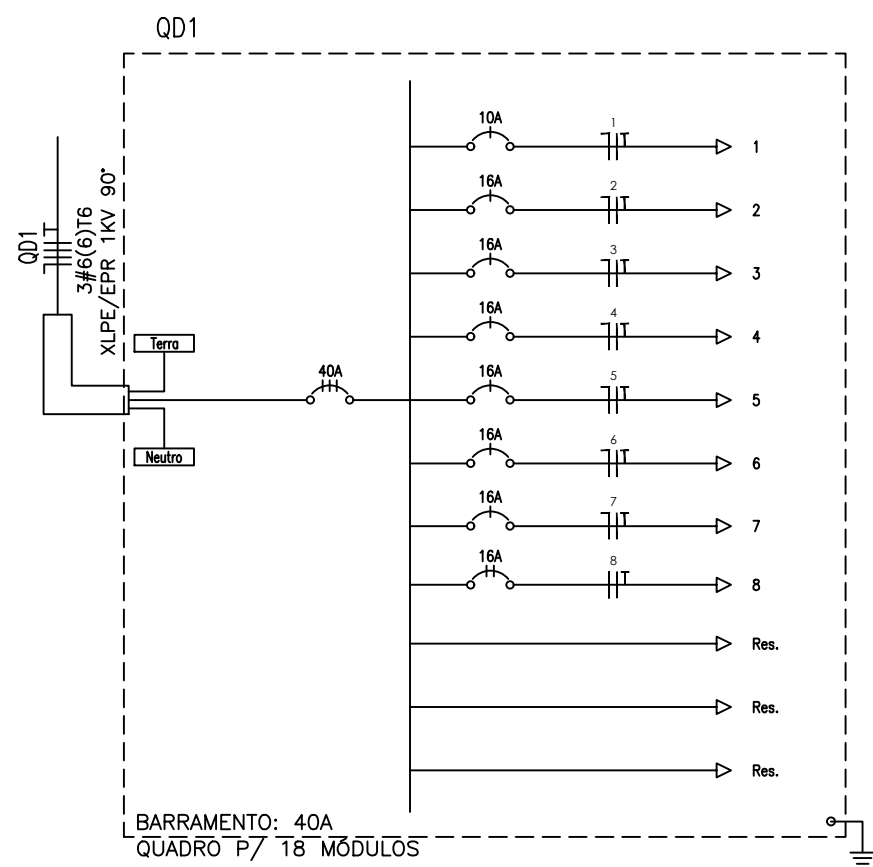 QD1
QD1
3#6(6)T6
XLPE/EPR 1KV 90°
Terra
Neutro
40A
10A
1
1
16A
2
2
16A
3
3
16A
4
4
16A
5
5
16A
6
6
16A
7
7
16A
8
8
Res.
Res.
Res.
BARRAMENTO: 40A
QUADRO P/ 18 MÓDULOS